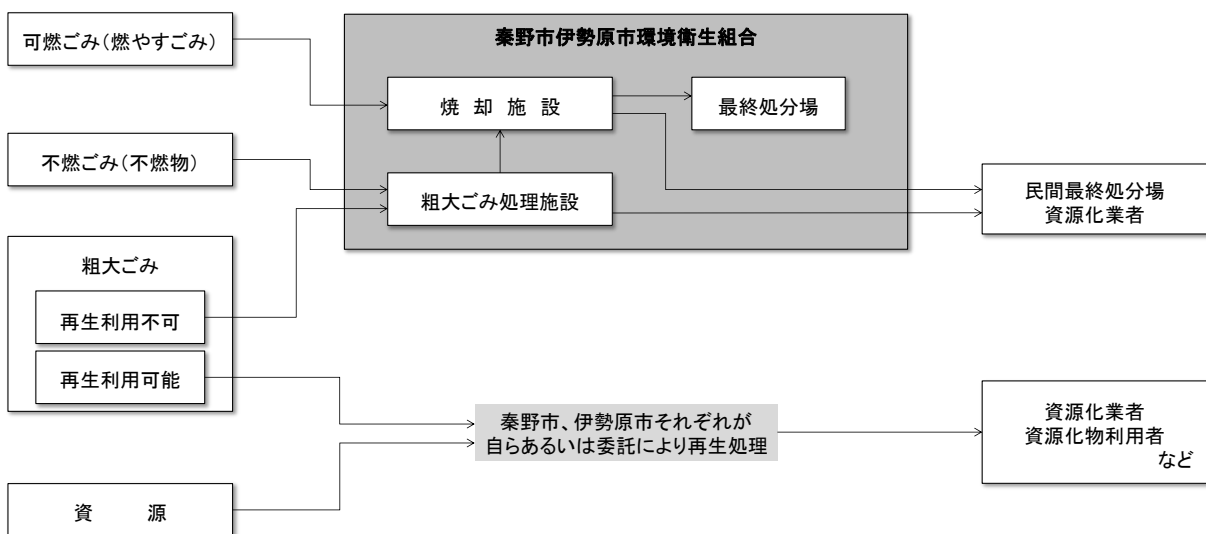 可燃ごみ(燃やすごみ)
不燃ごみ(不燃物)
粗大ごみ
再生利用不可
再生利用可能
資 源
秦野市伊勢原市環境衛生組合
焼 却 施 設
最終処分場
粗大ごみ処理施設
民間最終処分場
資源化業者
秦野市、伊勢原市それぞれが
自らあるいは委託により再生処理
資源化業者
資源化物利用者
など